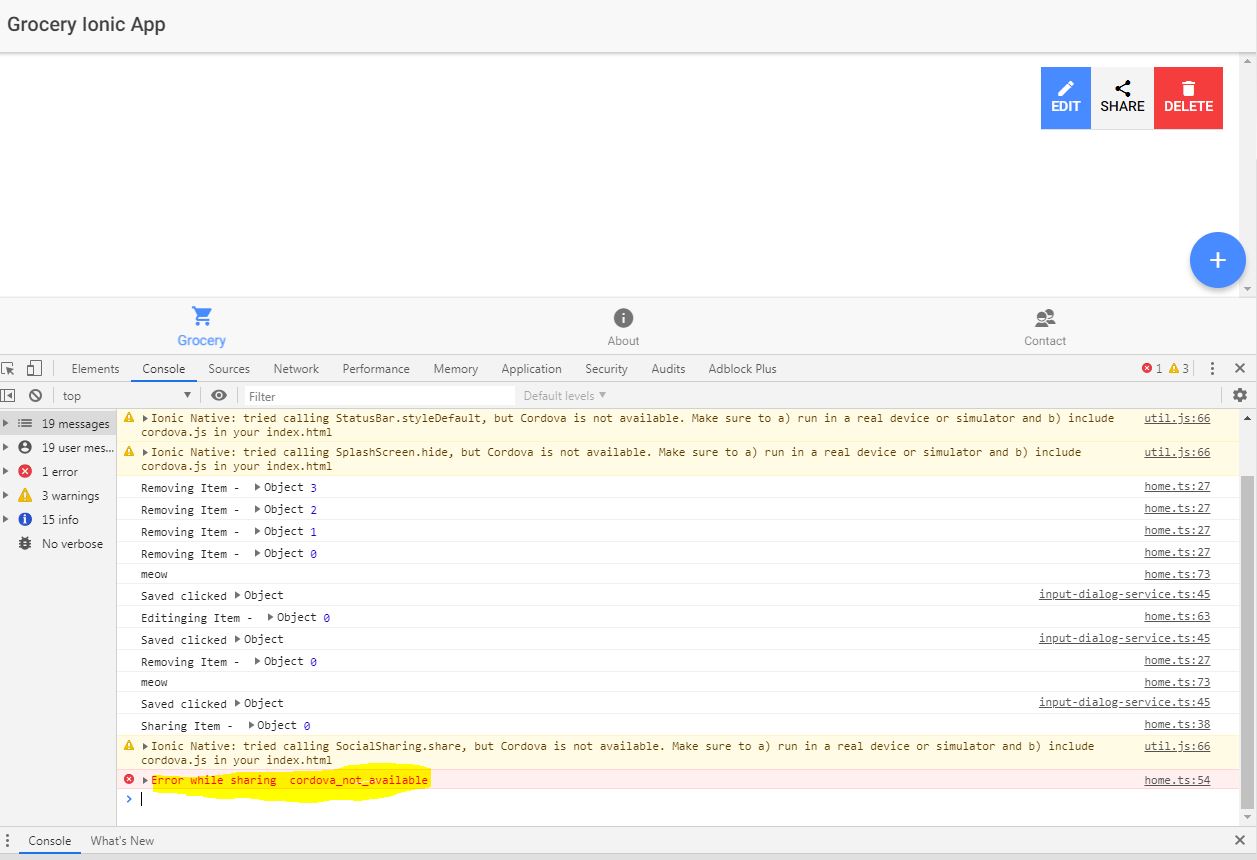 Grocery Ionic App
EDIT
SHARE
DELETE
+
Grocery
About
Contact
Elements Console Sources Network Performance Memory Application Security Audits Adblock Plus 1 3
top Filter Default levels
19 messages
19 user mes...
1 error
3 warnings
15 info
No verbose
Ionic Native: tried calling StatusBar.styleDefault, but Cordova is not available. Make sure to a) run in a real device or simulator and b) include util.js:66
cordova.js in your index.html
Ionic Native: tried calling SplashScreen.hide, but Cordova is not available. Make sure to a) run in a real device or simulator and b) include util.js:66
cordova.js in your index.html
Removing Item - Object 3 home.ts:27
Removing Item - Object 2 home.ts:27
Removing Item - Object 1 home.ts:27
Removing Item - Object 0 home.ts:27
meow home.ts:73
Saved clicked Object input-dialog-service.ts:45
Editinging Item - Object 0 home.ts:63
Saved clicked Object input-dialog-service.ts:45
Removing Item - Object 0 home.ts:27
meow home.ts:73
Saved clicked Object input-dialog-service.ts:45
Sharing Item - Object 0 home.ts:38
Ionic Native: tried calling SocialSharing.share, but Cordova is not available. Make sure to a) run in a real device or simulator and b) include util.js:66
cordova.js in your index.html
Error while sharing cordova_not_available home.ts:54
Console What's New